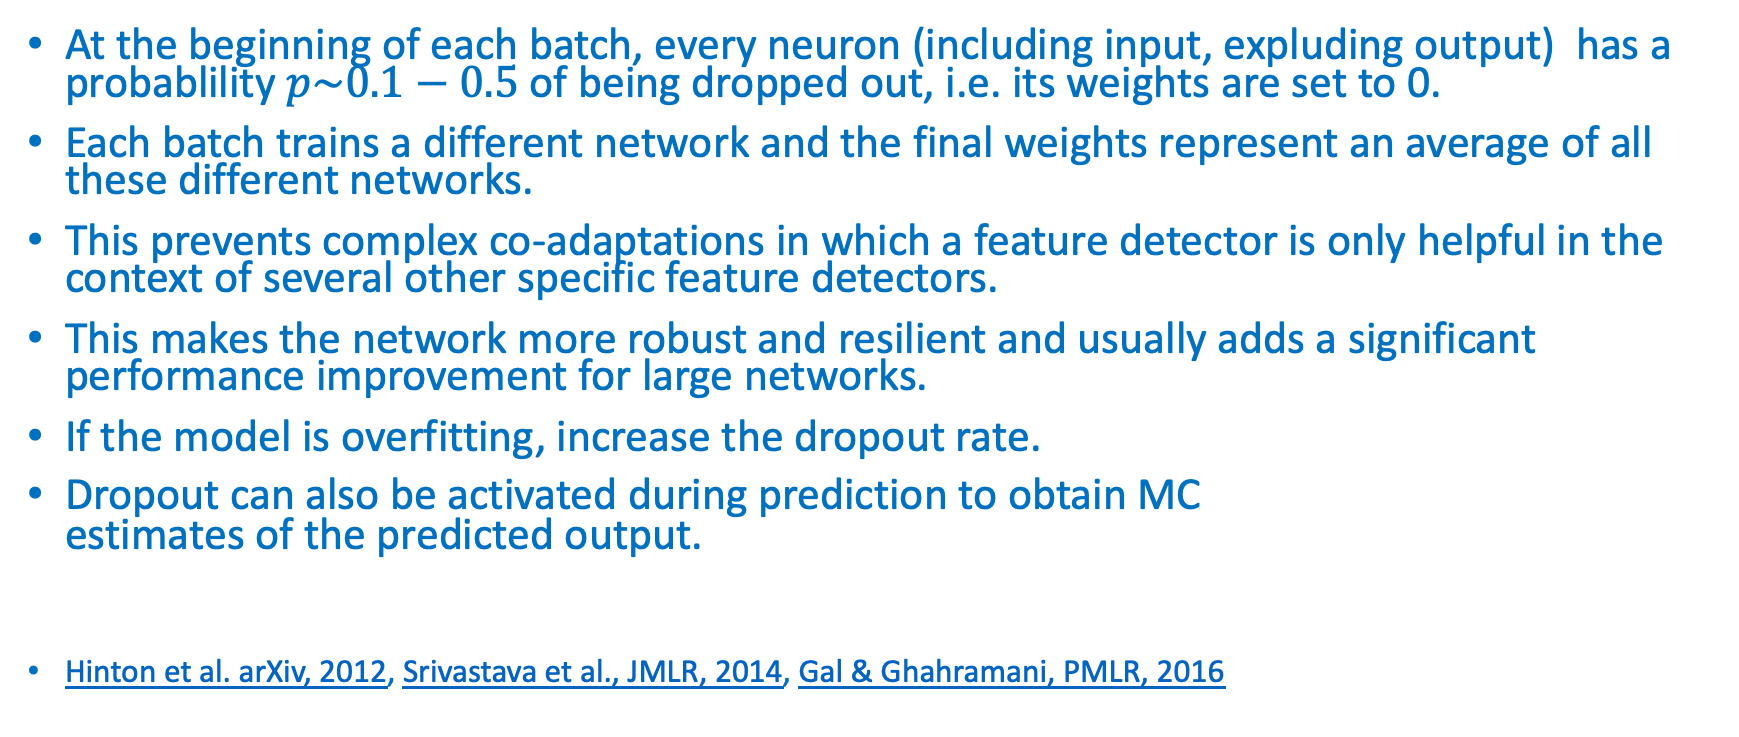 • At the beginning of each batch, every neuron (including input, expluding output)  has a
probablility p~0.1 − 0.5 of being dropped out, i.e. its weights are set to 0.
• Each batch trains a different network and the final weights represent an average of all
these different networks.
• This prevents complex co-adaptations in which a feature detector is only helpful in the
context of several other specific feature detectors.
• This makes the network more robust and resilient and usually adds a significant
performance improvement for large networks.
• If the model is overfitting, increase the dropout rate.
• Dropout can also be activated during prediction to obtain MC
estimates of the predicted output.
• Hinton et al. arXiv, 2012, Srivastava et al., JMLR, 2014, Gal & Ghahramani, PMLR, 2016